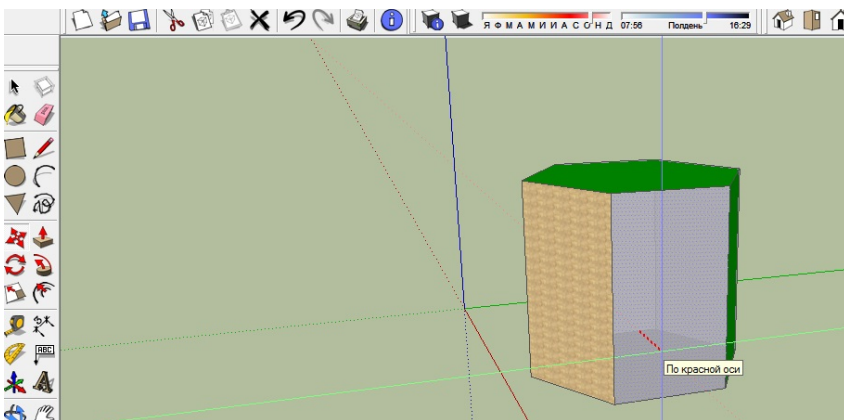 Я Ф М А М И И А С О Н Д 07:56 Полдень 16:29
ABC
A
По красной оси